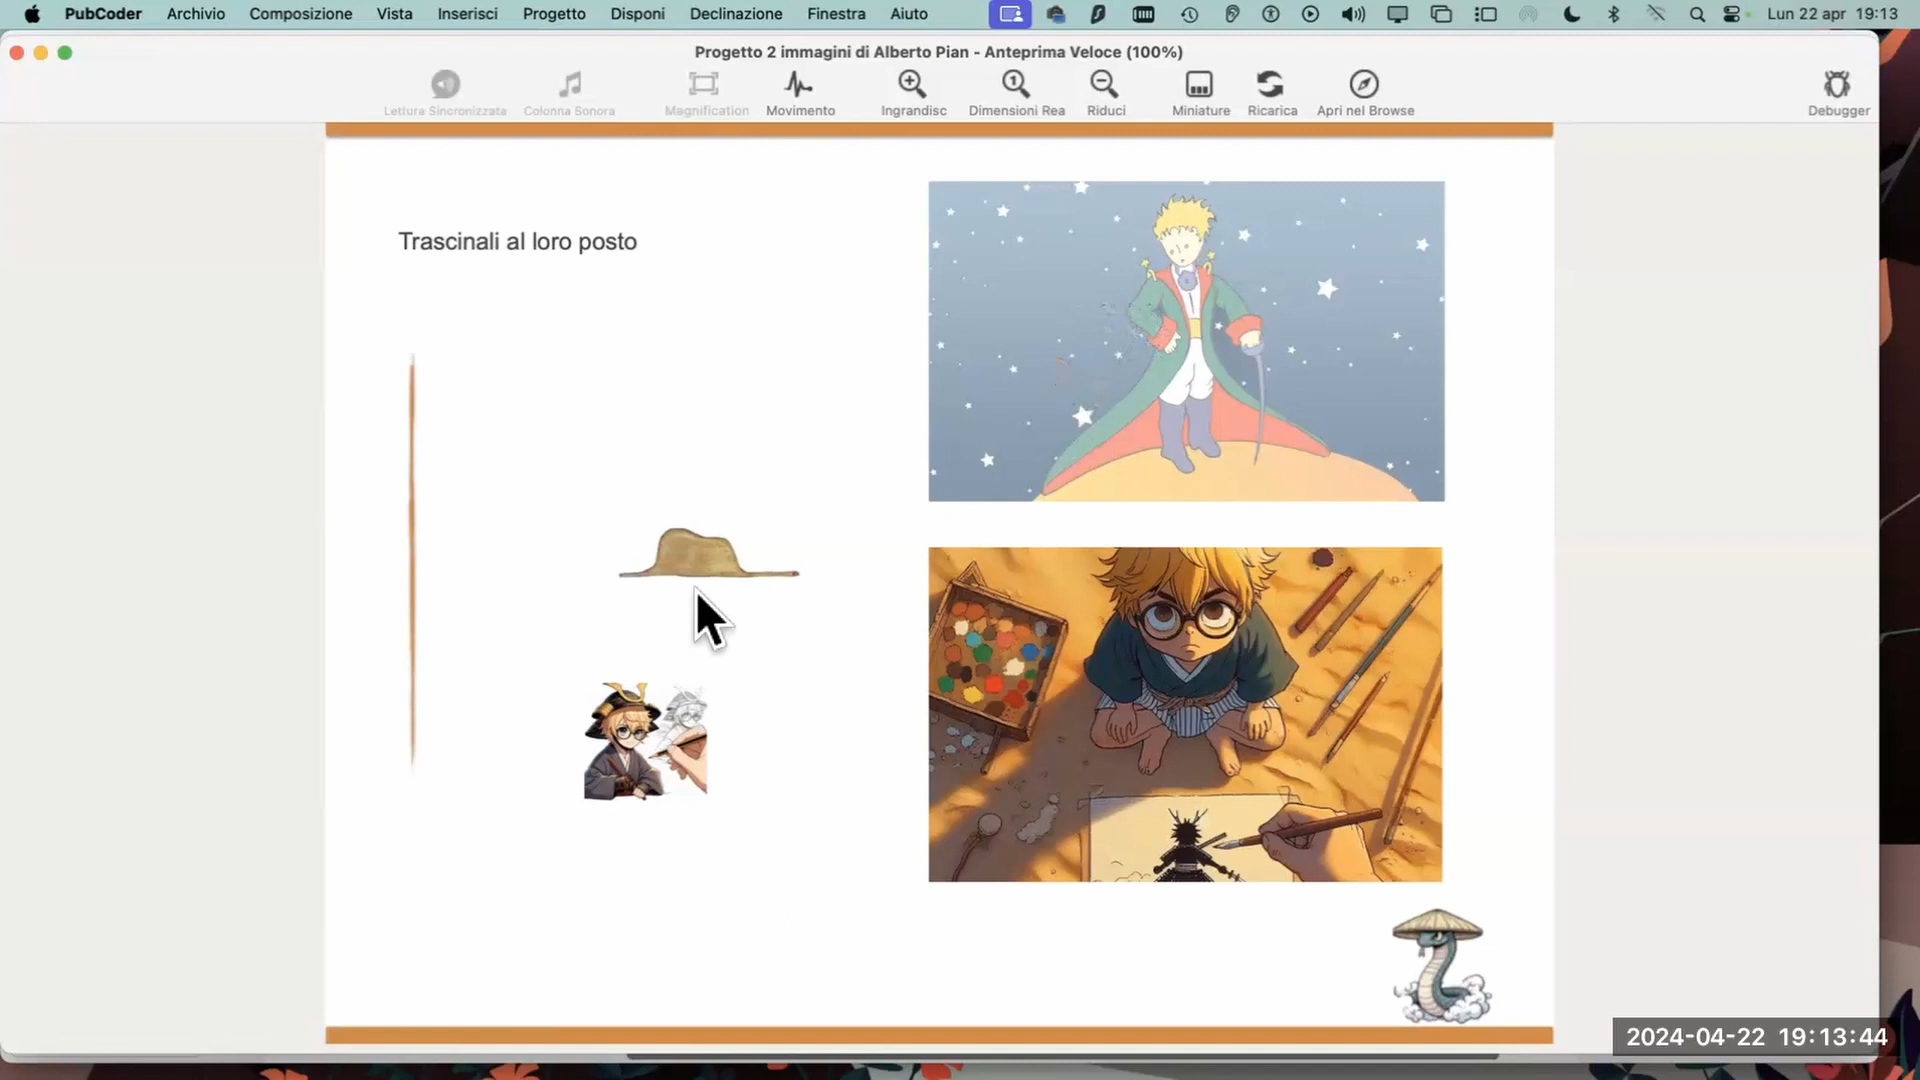 PubCoder Archivio Composizione Vista Inserisci Progetto Disponi Declinazione Finestra Aiuto Lun 22 apr 19:13
Progetto 2 immagini di Alberto Pian - Anteprima Veloce (100%)
Lettura Sincronizzata Colonna Sonora Magnification Movimento Ingrandisc Dimensioni Rea Riduci Miniature Ricarica Apri nel Browse Debugger
Trascinali al loro posto
2024-04-22 19:13:44